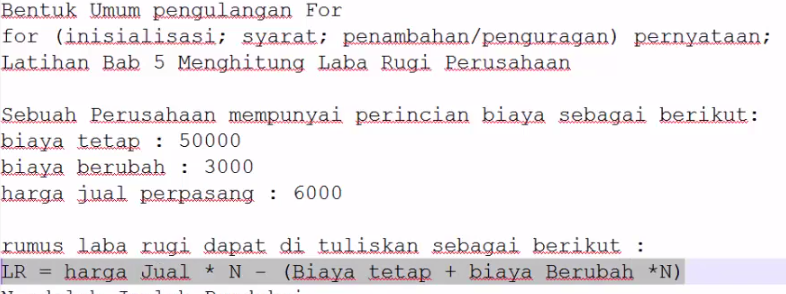 Bentuk Umum pengulangan For
for (inisialisasi; syarat; penambahan/penguragan) pernyataan;
Latihan Bab 5 Menghitung Laba Rugi Perusahaan
Sebuah Perusahaan mempunyai perincian biaya sebagai berikut:
biaya tetap : 50000
biaya berubah : 3000
harga jual perpasang : 6000
rumus laba rugi dapat di tuliskan sebagai berikut :
LR = harga Jual * N - (Biaya tetap + biaya Berubah *N)